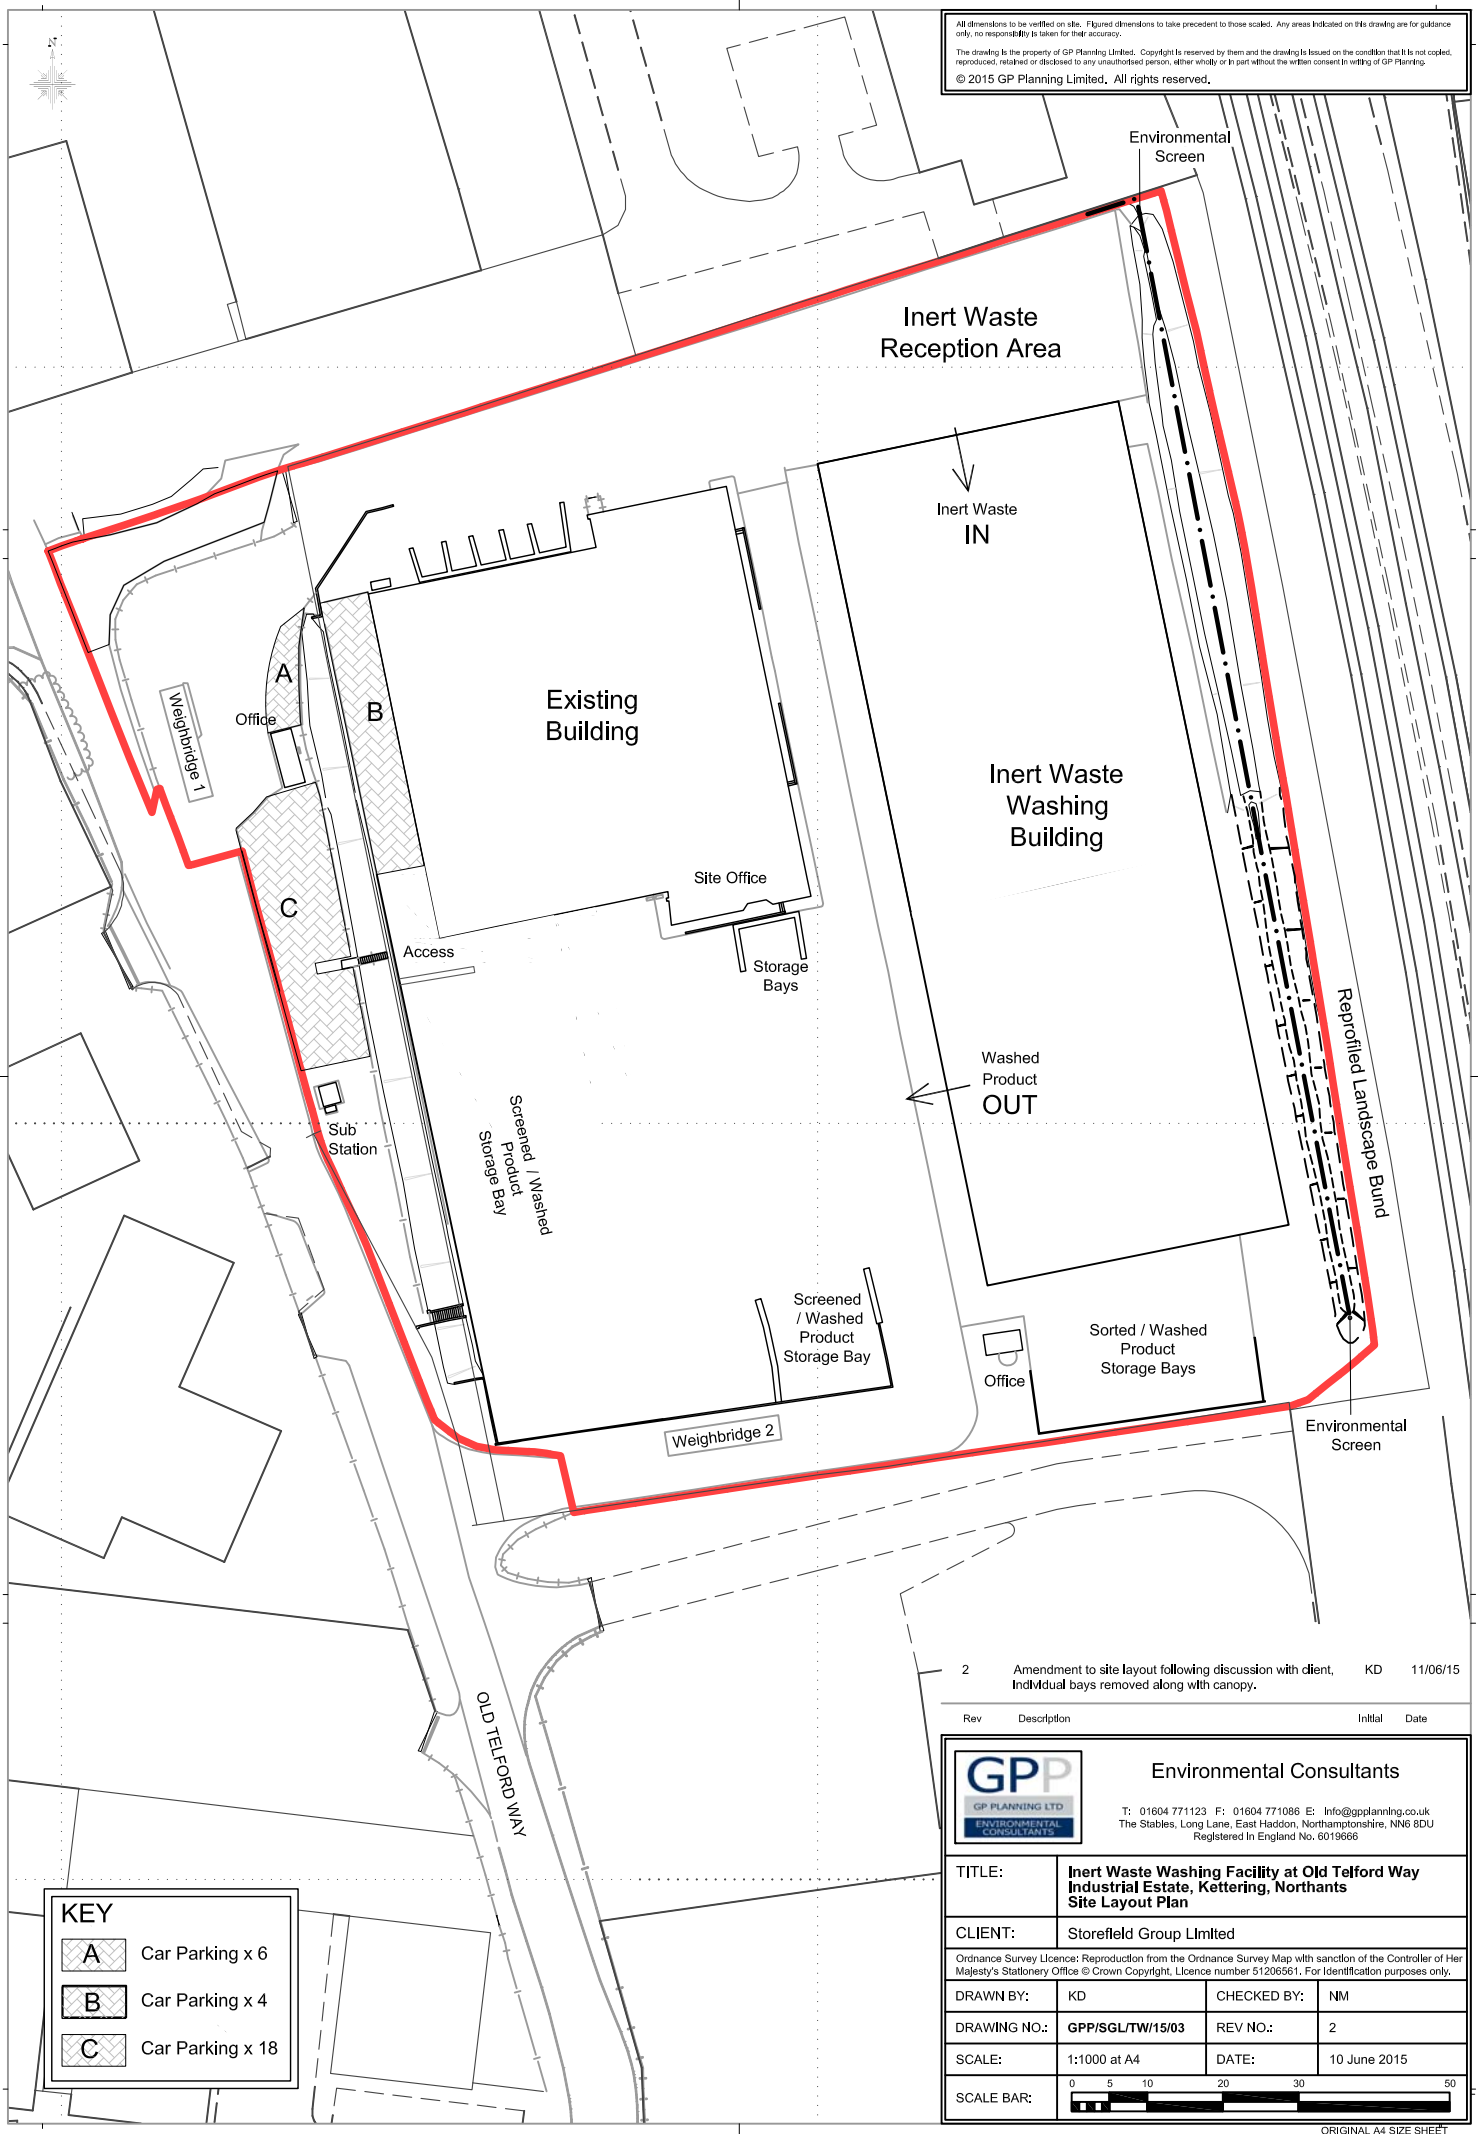 All dimensions to be verified on site. Figured dimensions to take precedent to those scaled. Any areas indicated on this drawing are for guidance
only, no responsibility is taken for their accuracy.
The drawing is the property of GP Planning Limited. Copyright is reserved by them and the drawing is issued on the condition that it is not copied,
reproduced, retained or disclosed to any unauthorised person, either wholly or in part without the written consent in writing of GP Planning.
© 2015 GP Planning Limited. All rights reserved.
N
Environmental
Screen
Inert Waste
Reception Area
Inert Waste
IN
A
B
Existing
Building
Weighbridge 1
Office
Inert Waste
Washing
Building
Site Office
C
Access
Storage
Bays
Reprofiled Landscape Bund
Washed
Product
OUT
Sub
Station
Screened / Washed
Product
Storage Bay
Screened
/ Washed
Product
Storage Bay
Sorted / Washed
Product
Storage Bays
Office
Weighbridge 2
Environmental
Screen
OLD TELFORD WAY
2 Amendment to site layout following discussion with client, KD 11/06/15
Individual bays removed along with canopy.
Rev Description Initial Date
GPP
GP PLANNING LTD
ENVIRONMENTAL
CONSULTANTS
Environmental Consultants
T: 01604 771123 F: 01604 771086 E: info@gpplanning.co.uk
The Stables, Long Lane, East Haddon, Northamptonshire, NN6 8DU
Registered in England No. 6019666
TITLE: Inert Waste Washing Facility at Old Telford Way
Industrial Estate, Kettering, Northants
Site Layout Plan
CLIENT: Storefield Group Limited
Ordnance Survey Licence: Reproduction from the Ordnance Survey Map with sanction of the Controller of Her
Majesty's Stationery Office © Crown Copyright, Licence number 51206561. For identification purposes only.
DRAWN BY: KD CHECKED BY: NM
DRAWING NO.: GPP/SGL/TW/15/03 REV NO.: 2
SCALE: 1:1000 at A4 DATE: 10 June 2015
SCALE BAR: 0 5 10 20 30 50
ORIGINAL A4 SIZE SHEET
KEY
A Car Parking x 6
B Car Parking x 4
C Car Parking x 18